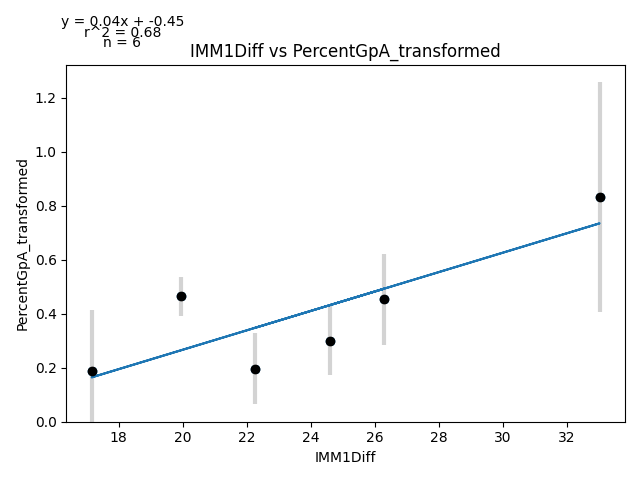 y = 0.04x + -0.45
r^2 = 0.68
n = 6
IMM1Diff vs PercentGpA_transformed
PercentGpA_transformed
1.2
1.0
0.8
0.6
0.4
0.2
0.0
18 20 22 24 26 28 30 32
IMM1Diff